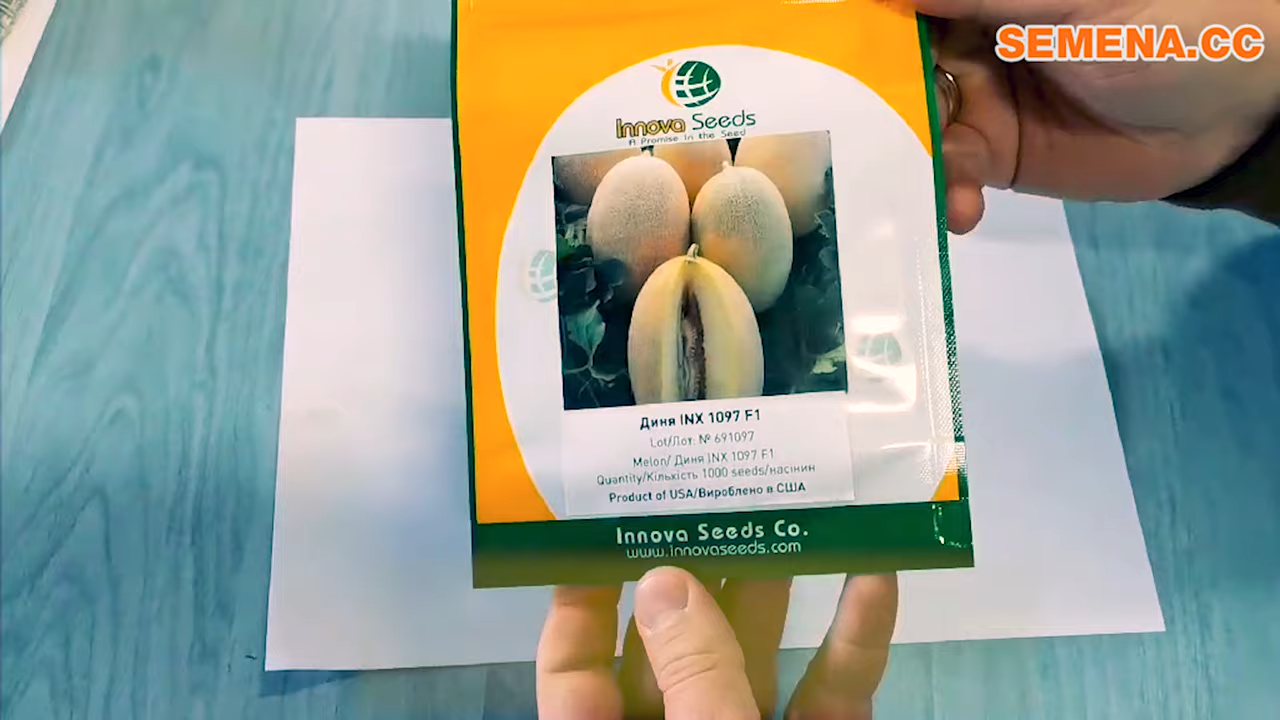 SEMENA.CC
Innova Seeds
A Promise In the Seed
Диня INX 1097 F1
Lot/Лот: № 691097
Melon/ Диня INX 1097 F1
Quantity/Кількість 1000 seeds/насінин
Product of USA/Вироблено в США
Innova Seeds Co.
www.innovaseeds.com